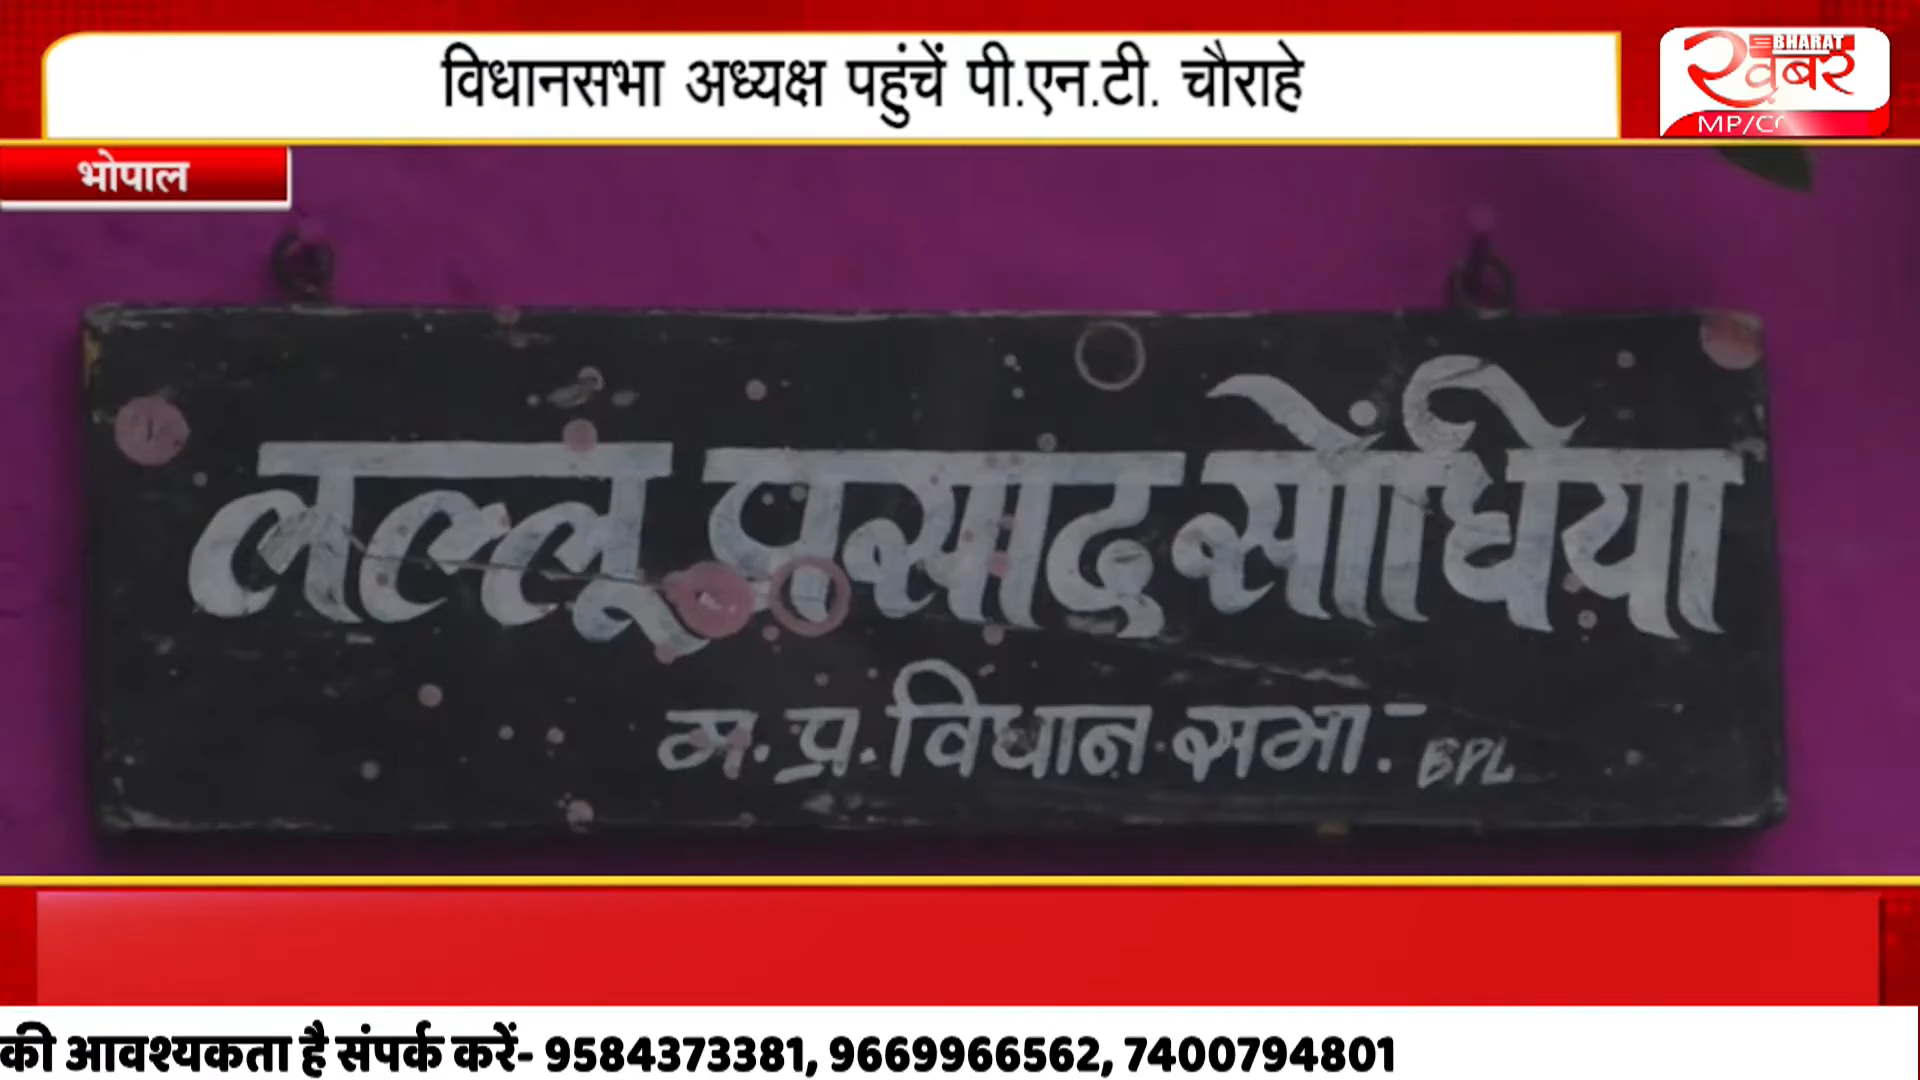 विधानसभा अध्यक्ष पहुंचें पी.एन.टी. चौराहे
BHARAT
खबर
MP/C
भोपाल
लल्लू प्रसाद सोंधिया
म.प्र. विधान सभा.-BPL
की आवश्यकता है संपर्क करें- 9584373381, 9669966562, 7400794801